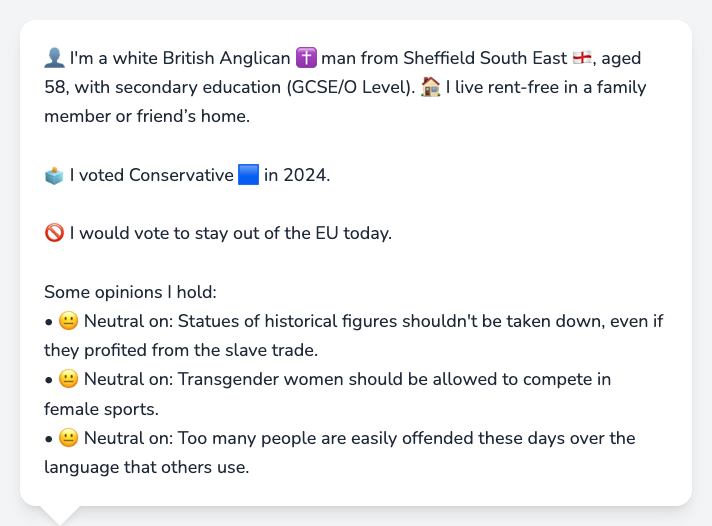 👤 I'm a white British Anglican ✝️ man from Sheffield South East 🏴󠁧󠁢󠁥󠁮󠁧󠁿, aged
58, with secondary education (GCSE/O Level). 🏠 I live rent-free in a family
member or friend’s home.
🗳️ I voted Conservative 🟦 in 2024.
🚫 I would vote to stay out of the EU today.
Some opinions I hold:
• 😐 Neutral on: Statues of historical figures shouldn't be taken down, even if
they profited from the slave trade.
• 😐 Neutral on: Transgender women should be allowed to compete in
female sports.
• 😐 Neutral on: Too many people are easily offended these days over the
language that others use.